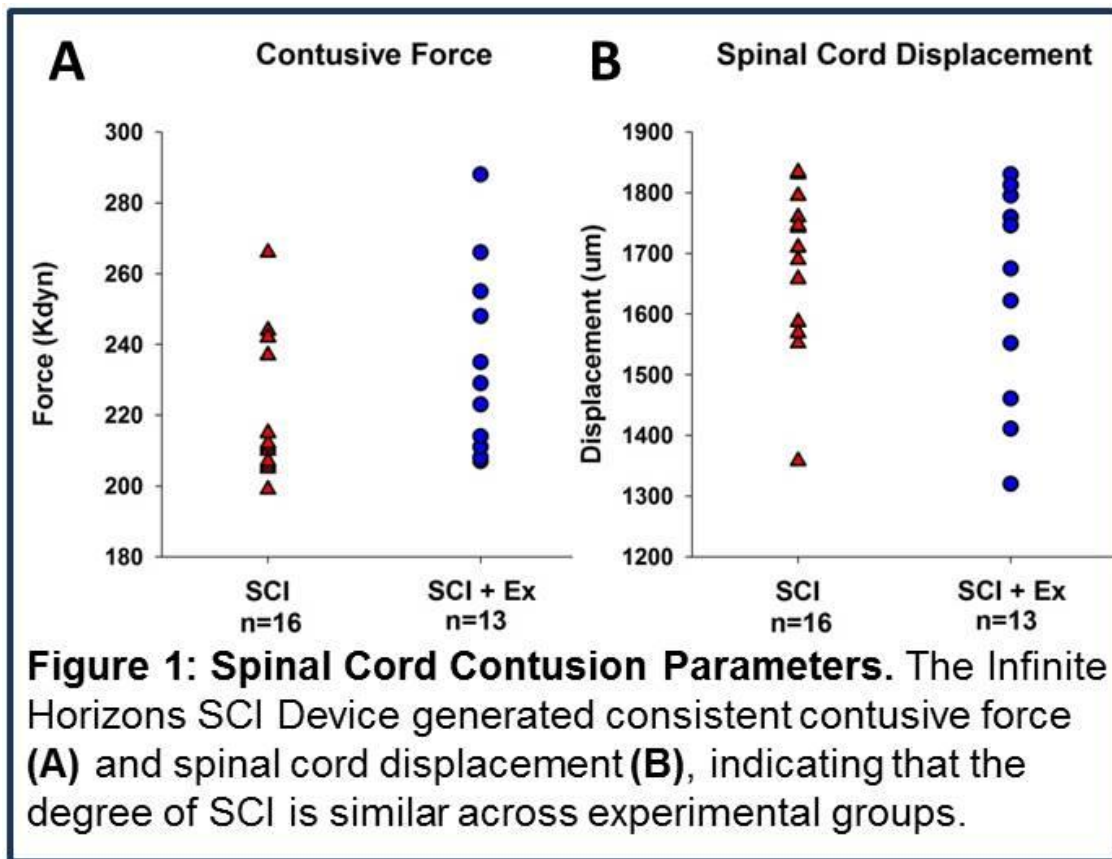 A
Contusive Force
Force (Kdyn)
300
280
260
240
220
200
180
SCI
n=16
SCI + Ex
n=13
B
Spinal Cord Displacement
Displacement (um)
1900
1800
1700
1600
1500
1400
1300
1200
SCI
n=16
SCI + Ex
n=13
Figure 1: Spinal Cord Contusion Parameters. The Infinite
Horizons SCI Device generated consistent contusive force
(A) and spinal cord displacement (B), indicating that the
degree of SCI is similar across experimental groups.